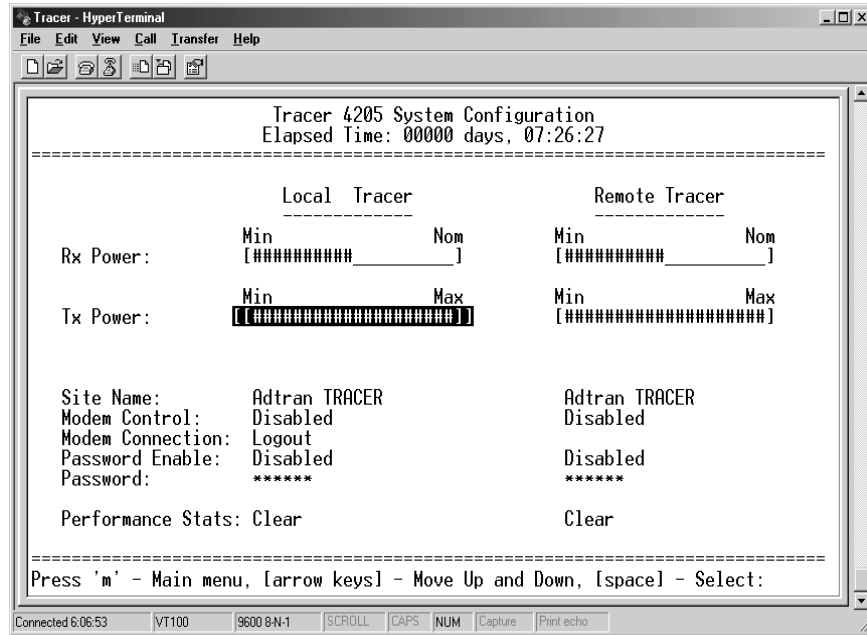 Tracer - HyperTerminal
File Edit View Call Transfer Help
Tracer 4205 System Configuration
Elapsed Time: 00000 days, 07:26:27
==========================================================================
Local Tracer Remote Tracer
------------- -------------
Min Nom Min Nom
Rx Power: [##########__________] [##########__________]
Min Max Min Max
Tx Power: [[####################]] [####################]
Site Name: Adtran TRACER Adtran TRACER
Modem Control: Disabled Disabled
Modem Connection: Logout
Password Enable: Disabled Disabled
Password: ****** ******
Performance Stats: Clear Clear
==========================================================================
Press 'm' - Main menu, [arrow keys] - Move Up and Down, [space] - Select:
Connected 6:06:53 VT100 9600 8-N-1 SCROLL CAPS NUM Capture Print echo